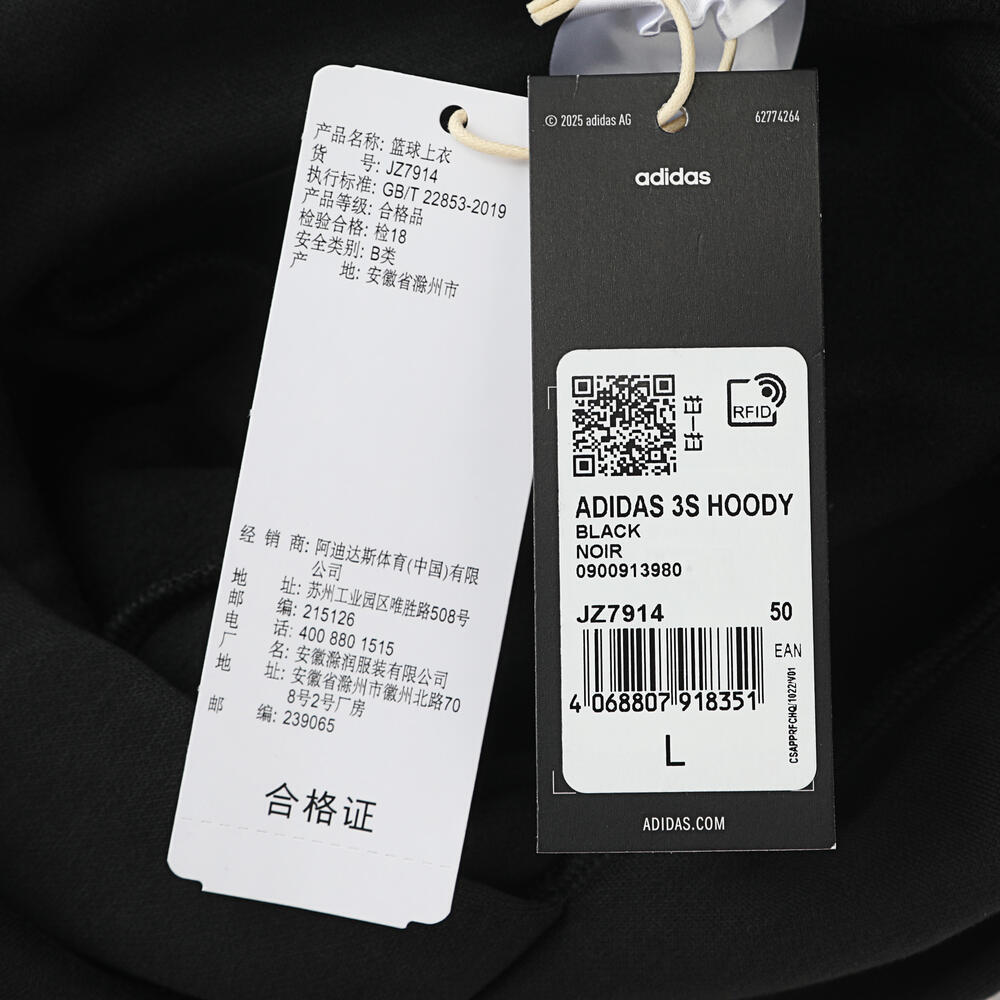 产品名称: 篮球上衣
货 号: JZ7914
执行标准: GB/T 22853-2019
产品等级: 合格品
检验合格: 检18
安全类别: B类
产 地: 安徽省滁州市
经 销 商: 阿迪达斯体育(中国)有限
公司
地 址: 苏州工业园区唯胜路508号
邮 编: 215126
电 话: 400 880 1515
厂 名: 安徽滁润服装有限公司
地 址: 安徽省滁州市徽州北路70
8号2号厂房
邮 编: 239065
合格证
© 2025 adidas AG
62774264
adidas
扫一扫
RFID
ADIDAS 3S HOODY
BLACK
NOIR
0900913980
JZ7914 50
EAN
4 068807 918351
L
CSAPPRFCHQ/1022/V01
ADIDAS.COM